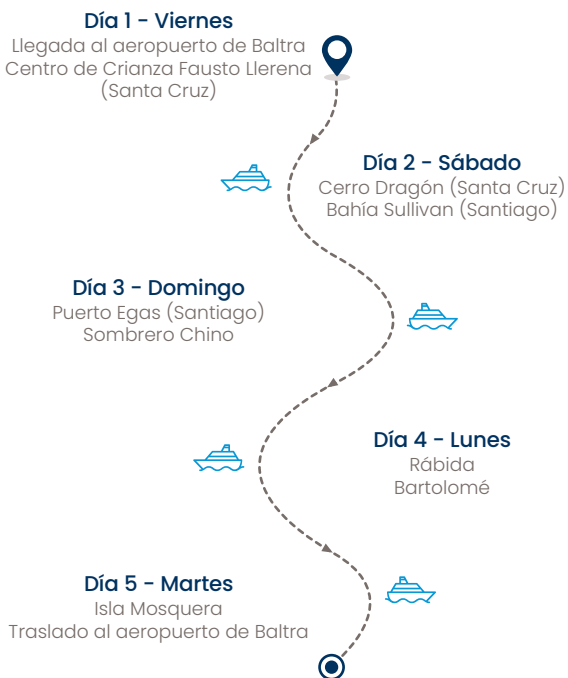 Día 1 - Viernes
Llegada al aeropuerto de Baltra
Centro de Crianza Fausto Llerena
(Santa Cruz)
Día 2 - Sábado
Cerro Dragón (Santa Cruz)
Bahía Sullivan (Santiago)
Día 3 - Domingo
Puerto Egas (Santiago)
Sombrero Chino
Día 4 - Lunes
Rábida
Bartolomé
Día 5 - Martes
Isla Mosquera
Traslado al aeropuerto de Baltra